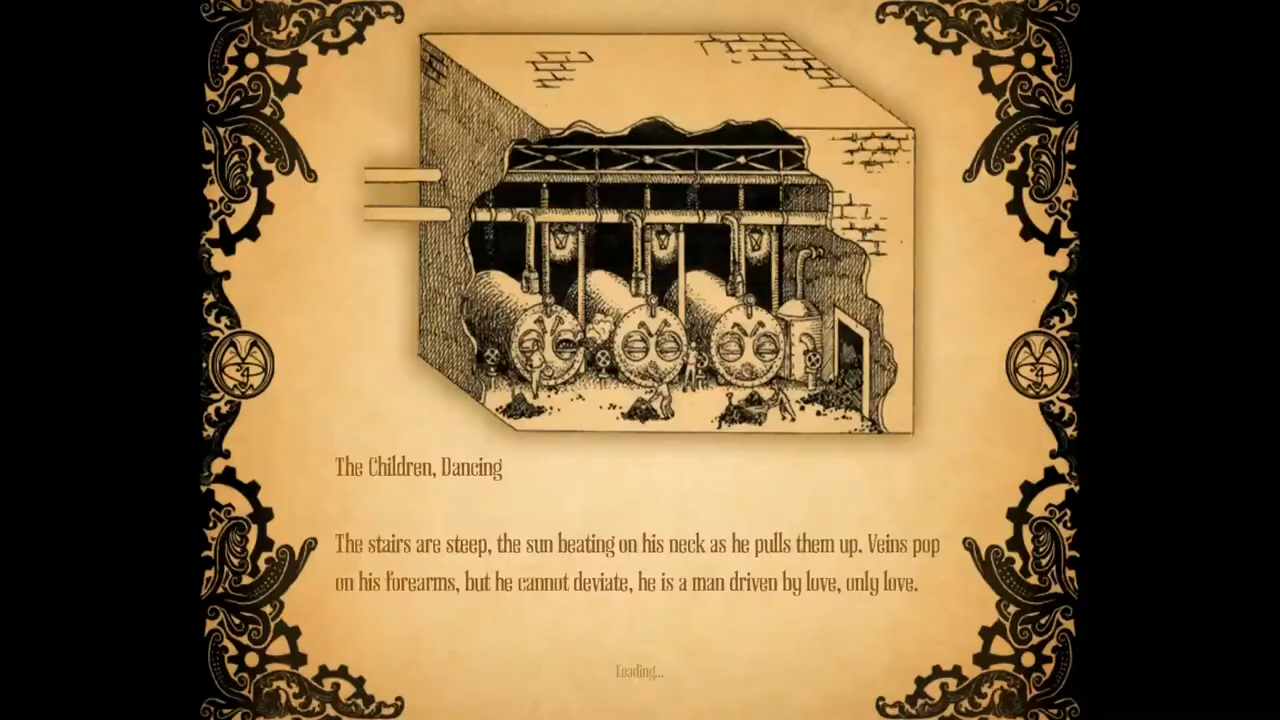 The Children, Dancing
The stairs are steep, the sun beating on his neck as he pulls them up. Veins pop
on his forearms, but he cannot deviate, he is a man driven by love, only love.
Loading...